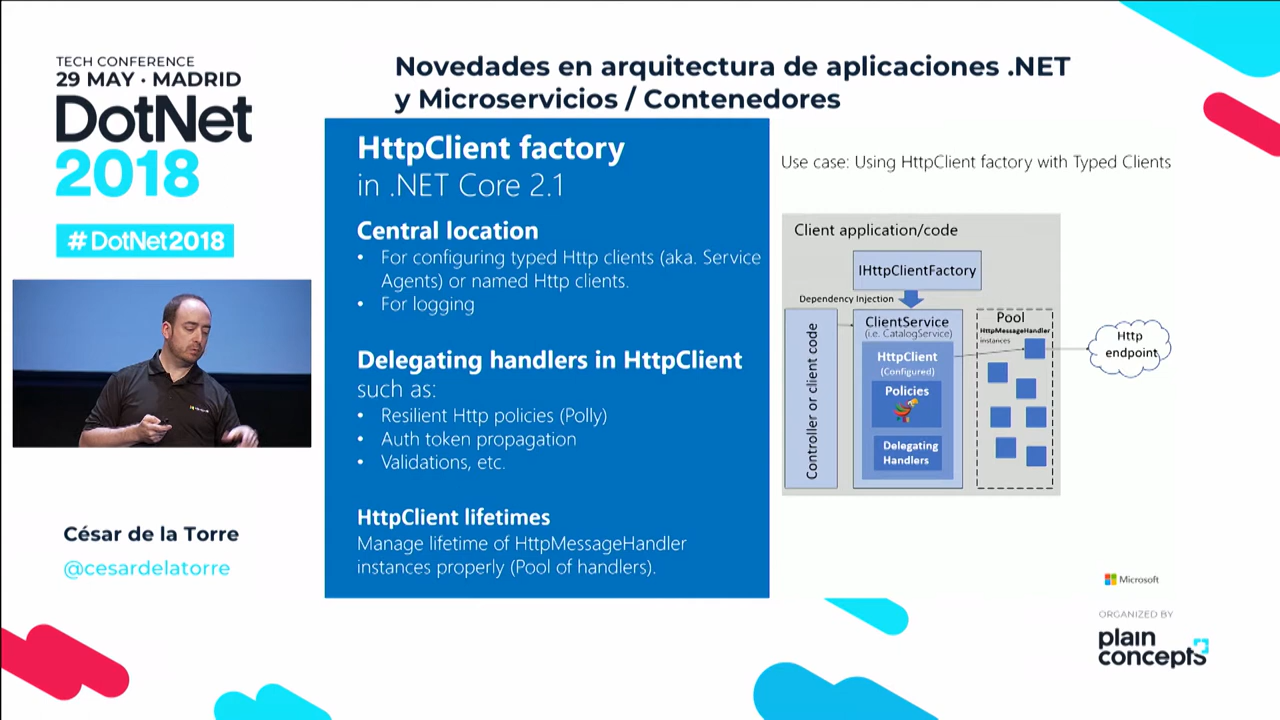 TECH CONFERENCE
29 MAY · MADRID
DotNet
2018
#DotNet2018
César de la Torre
@cesardelatorre
Novedades en arquitectura de aplicaciones .NET
y Microservicios / Contenedores
HttpClient factory
in .NET Core 2.1
Central location
• For configuring typed Http clients (aka. Service
Agents) or named Http clients.
• For logging
Delegating handlers in HttpClient
such as:
• Resilient Http policies (Polly)
• Auth token propagation
• Validations, etc.
HttpClient lifetimes
Manage lifetime of HttpMessageHandler
instances properly (Pool of handlers).
Use case: Using HttpClient factory with Typed Clients
Client application/code
IHttpClientFactory
Dependency Injection
Controller or client code
ClientService
(i.e. CatalogService)
HttpClient
(Configured)
Policies
Delegating
Handlers
Pool
HttpMessageHandler
instances
Http
endpoint
Microsoft
ORGANIZED BY
plain
concepts